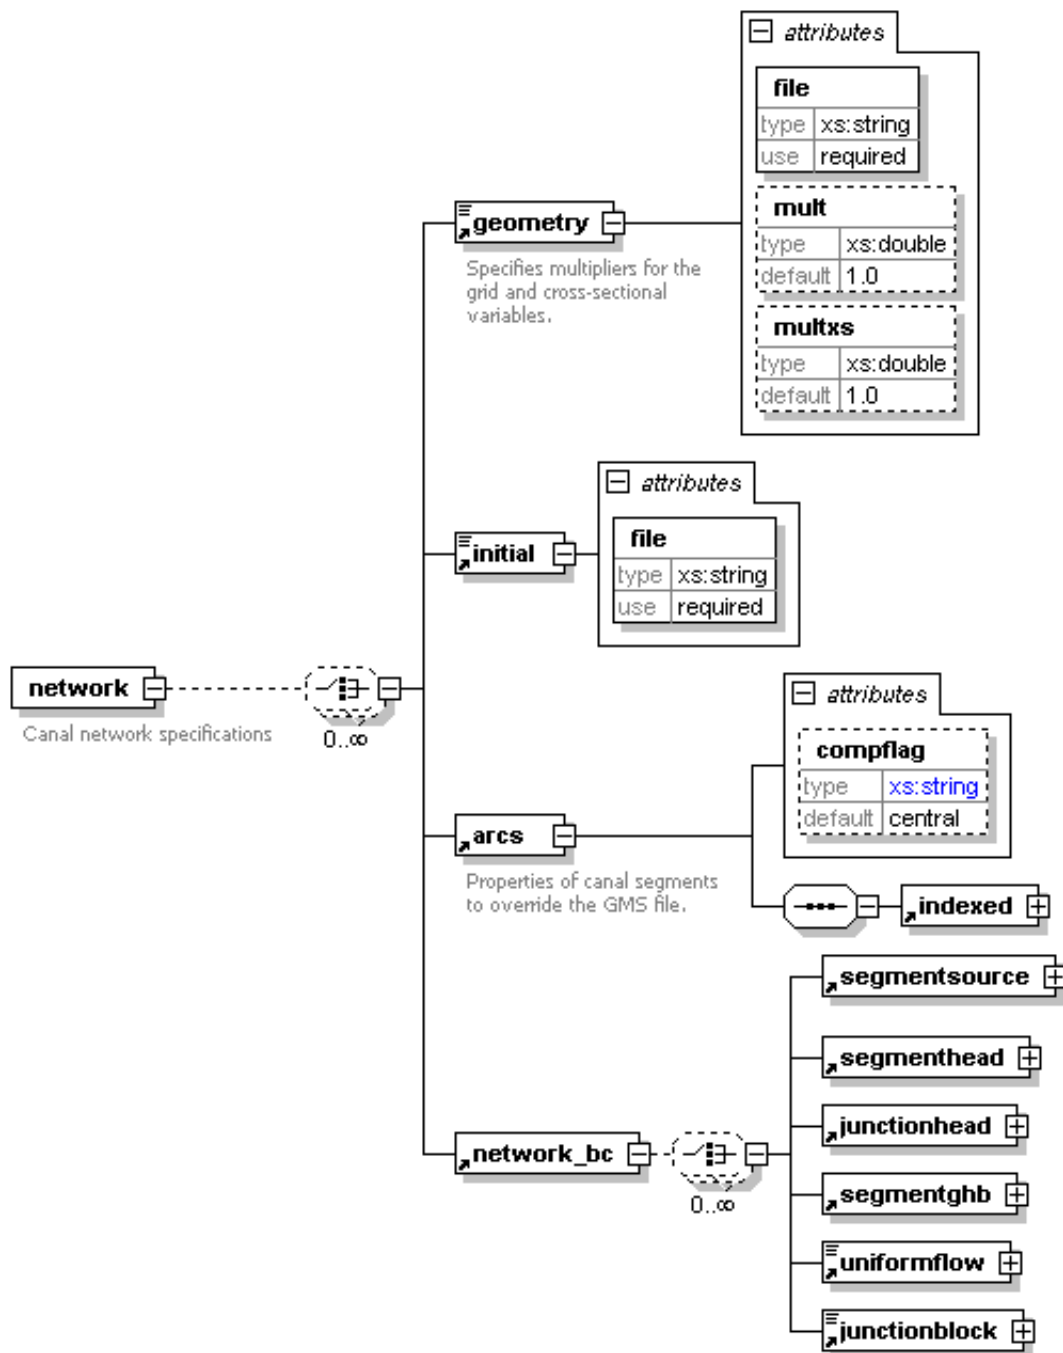 attributes
file
type xs:string
use required
mult
type xs:double
default 1.0
multxs
type xs:double
default 1.0
geometry
Specifies multipliers for the
grid and cross-sectional
variables.
attributes
file
type xs:string
use required
initial
network
Canal network specifications
0..∞
attributes
compflag
type xs:string
default central
arcs
Properties of canal segments
to override the GMS file.
indexed
network_bc
0..∞
segmentsource
segmenthead
junctionhead
segmentghb
uniformflow
junctionblock